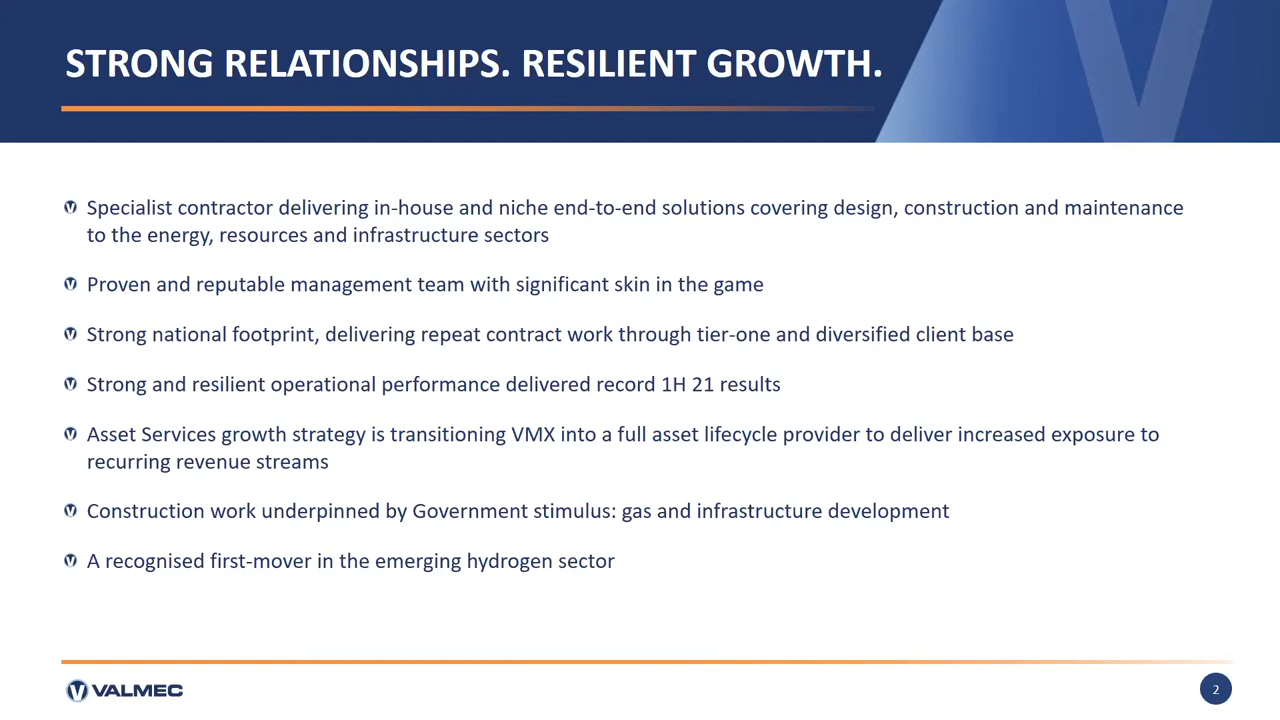 STRONG RELATIONSHIPS. RESILIENT GROWTH.
Specialist contractor delivering in-house and niche end-to-end solutions covering design, construction and maintenance
to the energy, resources and infrastructure sectors
Proven and reputable management team with significant skin in the game
Strong national footprint, delivering repeat contract work through tier-one and diversified client base
Strong and resilient operational performance delivered record 1H 21 results
Asset Services growth strategy is transitioning VMX into a full asset lifecycle provider to deliver increased exposure to
recurring revenue streams
Construction work underpinned by Government stimulus: gas and infrastructure development
A recognised first-mover in the emerging hydrogen sector
VALMEC
2